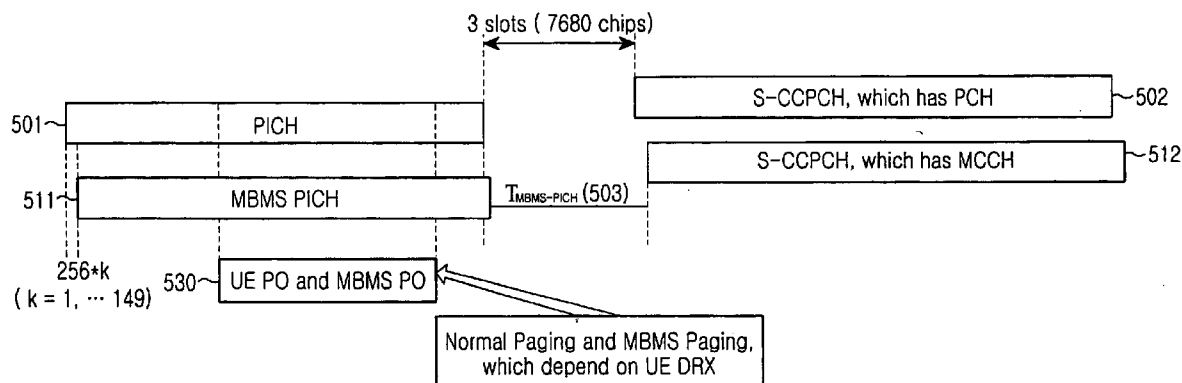 3 slots ( 7680 chips)
S-CCPCH, which has PCH
502
501
PICH
S-CCPCH, which has MCCH
512
511
MBMS PICH
TMBMS-PICH (503)
256*k
( k = 1, ··· 149)
530
UE PO and MBMS PO
Normal Paging and MBMS Paging,
which depend on UE DRX